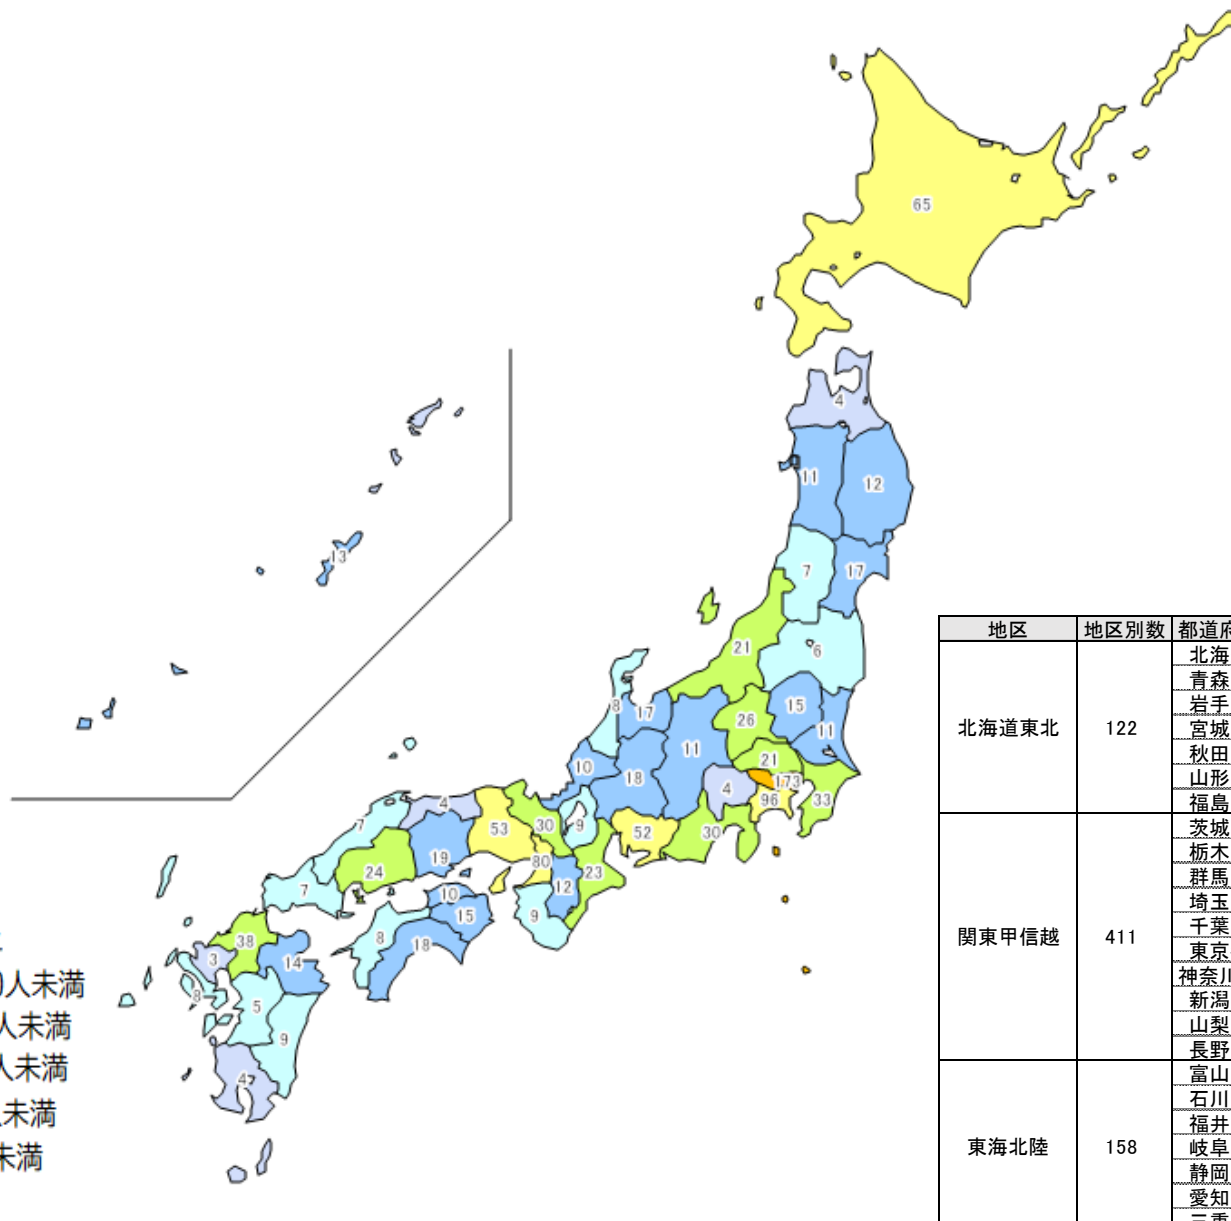 65
4
11
12
13
7
17
21
6
8
17
26
15
11
11
10
18
21
4
173
33
96
4
7
53
30
9
52
30
19
24
80
23
12
7
10
15
9
8
18
38
3
14
8
5
9
4
人未満
人未満
人未満
未満
未満
地区 地区別数
北海道東北 122
北海
青森
岩手
宮城
秋田
山形
福島
関東甲信越 411
茨城
栃木
群馬
埼玉
千葉
東京
神奈川
新潟
山梨
長野
東海北陸 158
富山
石川
福井
岐阜
静岡
愛知